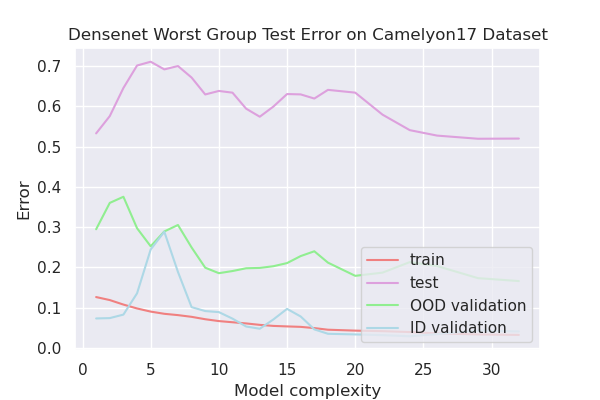 Densenet Worst Group Test Error on Camelyon17 Dataset
0.7
0.6
0.5
0.4
0.3
0.2
0.1
0.0
Error
train
test
OOD validation
ID validation
0 5 10 15 20 25 30
Model complexity